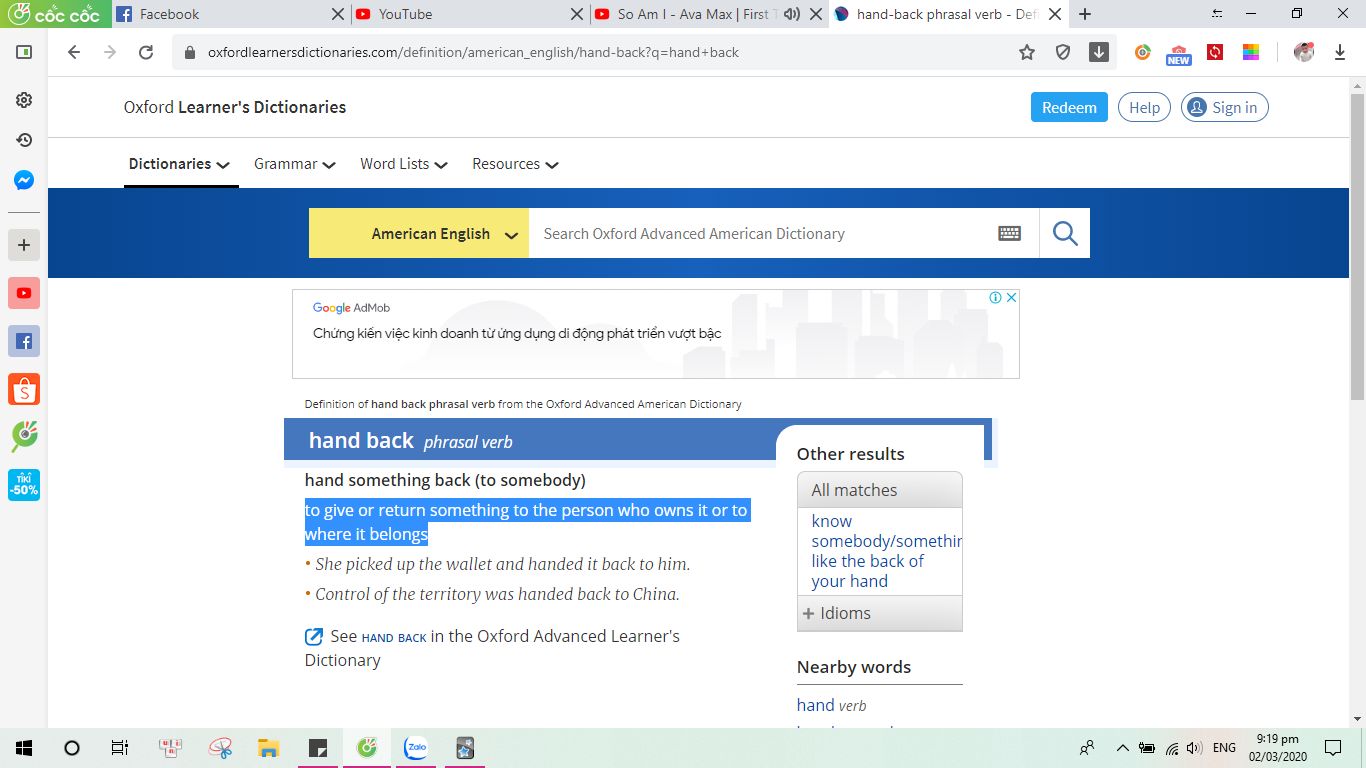 cốc cốc
Facebook
YouTube
So Am I - Ava Max | First T
hand-back phrasal verb - Defi
oxfordlearnersdictionaries.com/definition/american_english/hand-back?q=hand+back
NEW
Oxford Learner's Dictionaries
Redeem
Help
Sign in
Dictionaries
Grammar
Word Lists
Resources
American English
Search Oxford Advanced American Dictionary
Google AdMob
Chứng kiến việc kinh doanh từ ứng dụng di động phát triển vượt bậc
Definition of hand back phrasal verb from the Oxford Advanced American Dictionary
hand back phrasal verb
hand something back (to somebody)
to give or return something to the person who owns it or to
where it belongs
• She picked up the wallet and handed it back to him.
• Control of the territory was handed back to China.
See HAND BACK in the Oxford Advanced Learner's
Dictionary
Other results
All matches
know
somebody/somethin
like the back of
your hand
+ Idioms
Nearby words
hand verb
TIKI
-50%
Zalo
ENG
9:19 pm
02/03/2020